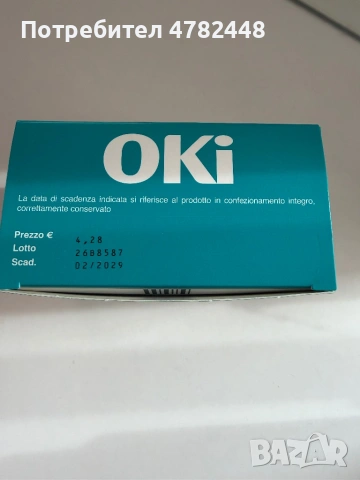 Потребител 4782448
OKi
La data di scadenza indicata si riferisce al prodotto in confezionamento integro,
correttamente conservato
Prezzo € 4,28
Lotto 2668587
Scad. 02/2029
BAZAR